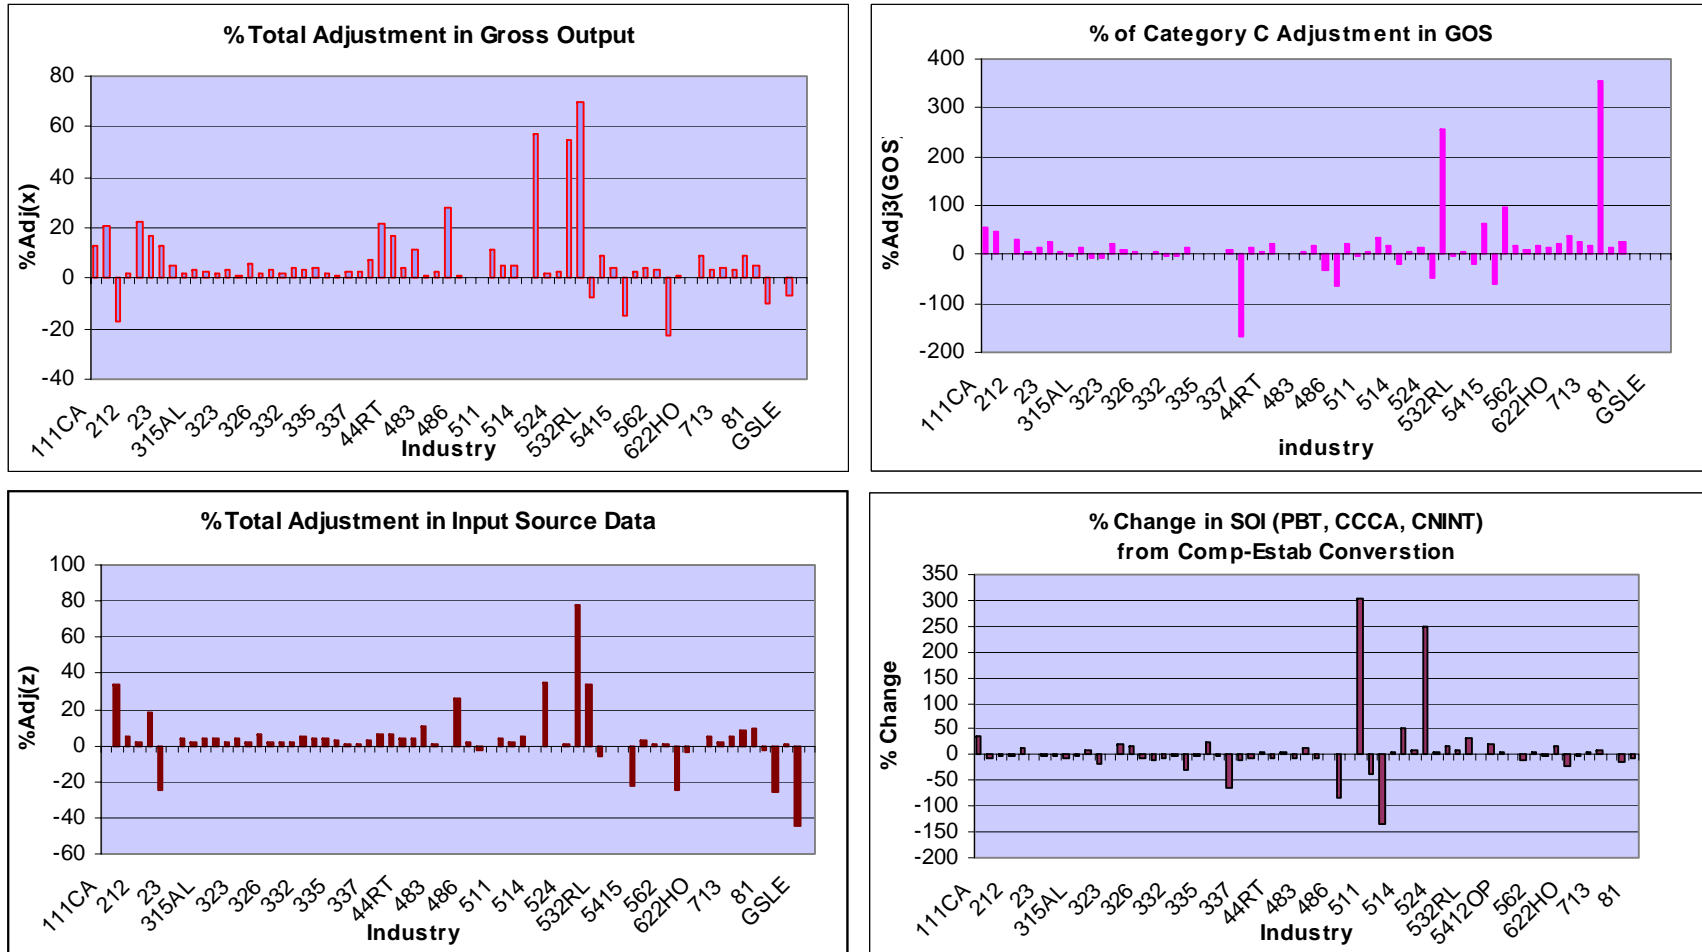 % Total Adjustment in Gross Output
80
60
40
20
0
-20
-40
%Adj(x)
111CA
212
23
315AL
323
326
332
335
337
44RT
483
486
511
514
524
532RL
5415
562
622HO
713
81
GSLE
Industry
% of Category C Adjustment in GOS
400
300
200
100
0
-100
-200
%Adj3(GOS)
111CA
212
23
315AL
323
326
332
335
337
44RT
483
486
511
514
524
532RL
5415
562
622HO
713
81
GSLE
industry
% Total Adjustment in Input Source Data
100
80
60
40
20
0
-20
-40
-60
%Adj(z)
111CA
212
23
315AL
323
326
332
335
337
44RT
483
486
511
514
524
532RL
5415
562
622HO
713
81
GSLE
Industry
% Change in SOI (PBT, CCCA, CNINT)
from Comp-Estab Converstion
350
300
250
200
150
100
50
0
-50
-100
-150
-200
% Change
111CA
212
23
315AL
323
326
332
335
337
44RT
483
486
511
514
524
532RL
5412OP
562
622HO
713
81
Industry